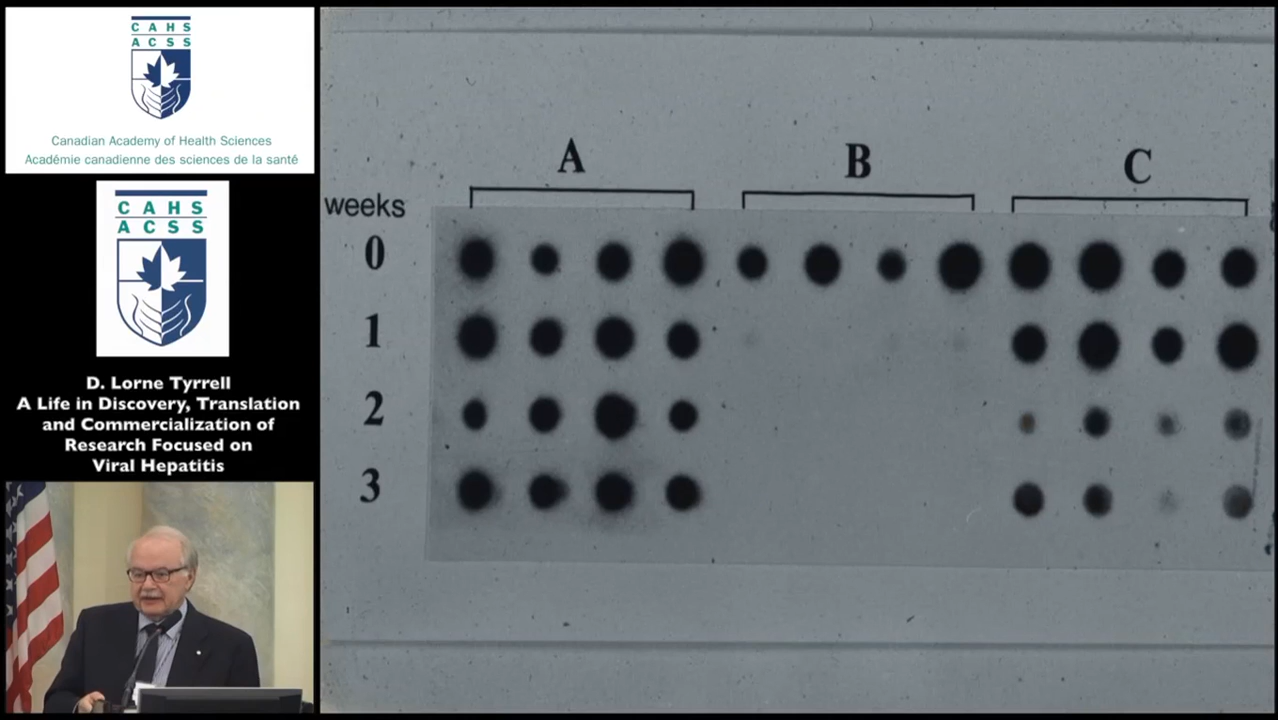 CAHS
ACSS
Canadian Academy of Health Sciences
Académie canadienne des sciences de la santé
CAHS
ACSS
D. Lorne Tyrrell
A Life in Discovery, Translation
and Commercialization of
Research Focused on
Viral Hepatitis
A B C
weeks
0
1
2
3